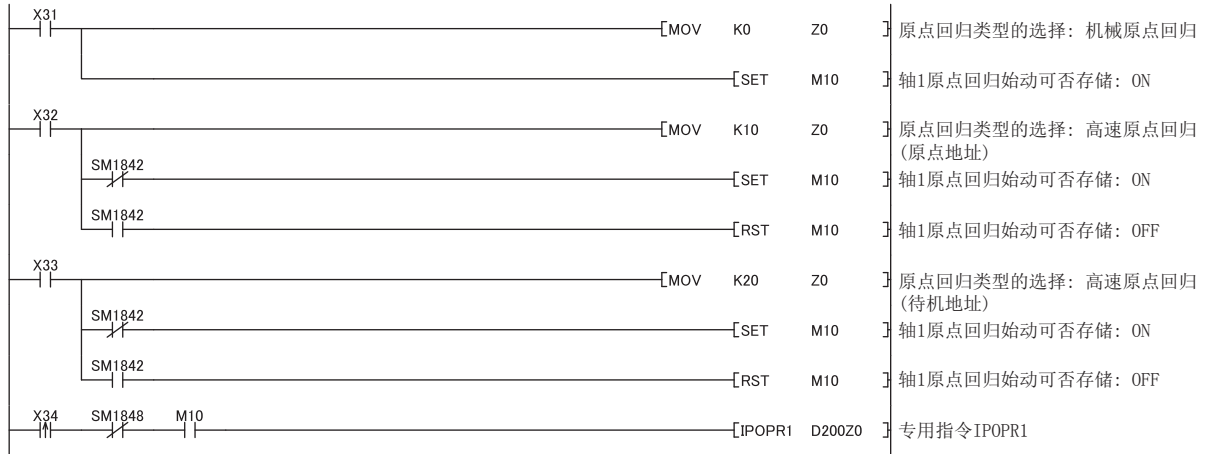 X31
[MOV K0 Z0 ] 原点回归类型的选择: 机械原点回归
[SET M10 ] 轴1原点回归始动可否存储: ON
X32
[MOV K10 Z0 ] 原点回归类型的选择: 高速原点回归
(原点地址)
SM1842
[SET M10 ] 轴1原点回归始动可否存储: ON
SM1842
[RST M10 ] 轴1原点回归始动可否存储: OFF
X33
[MOV K20 Z0 ] 原点回归类型的选择: 高速原点回归
(待机地址)
SM1842
[SET M10 ] 轴1原点回归始动可否存储: ON
SM1842
[RST M10 ] 轴1原点回归始动可否存储: OFF
X34 SM1848 M10
[IPOPR1 D200Z0 ] 专用指令IPOPR1